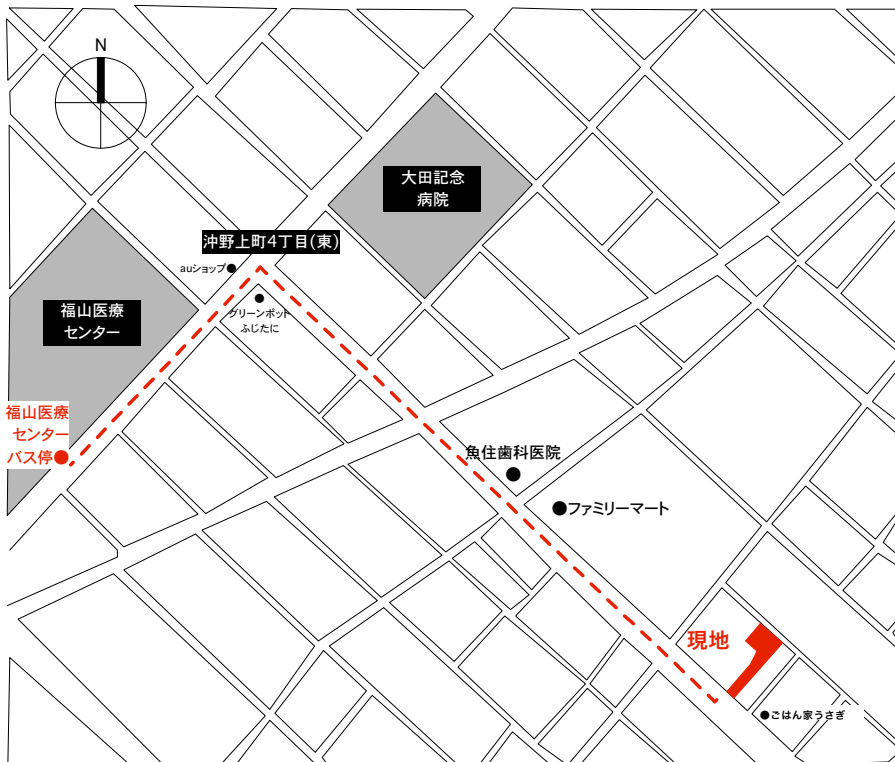 N
大田記念
病院
沖野上町4丁目(東)
auショップ
グリーンポット
ふじたに
福山医療
センター
福山医療
センター
バス停
魚住歯科医院
ファミリーマート
現地
ごはん家うさぎ